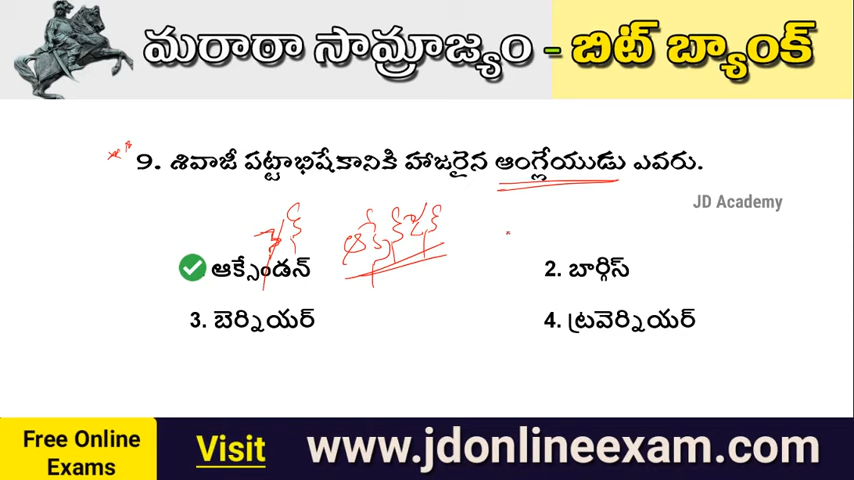 మరాఠా సామ్రాజ్యం - బిట్ బ్యాంక్
9. శివాజీ పట్టాభిషేకానికి హాజరైన ఆంగ్లేయుడు ఎవరు.
JD Academy
ఆక్సేండన్
2. బార్గిస్
3. బెర్నియర్
4. ట్రావెర్నియర్
Free Online Exams
Visit
www.jdonlineexam.com